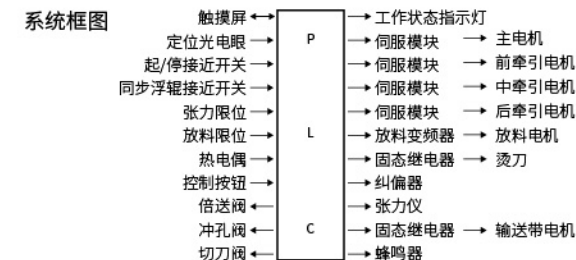 系统框图
触摸屏 工作状态指示灯
定位光电眼 P 伺服模块 主电机
起/停接近开关 伺服模块 前牵引电机
同步浮辊接近开关 伺服模块 中牵引电机
张力限位 伺服模块 后牵引电机
放料限位 L 放料变频器 放料电机
热电偶 固态继电器 烫刀
控制按钮 纠偏器
倍送阀 张力仪
冲孔阀 C 固态继电器 输送带电机
切刀阀 蜂鸣器